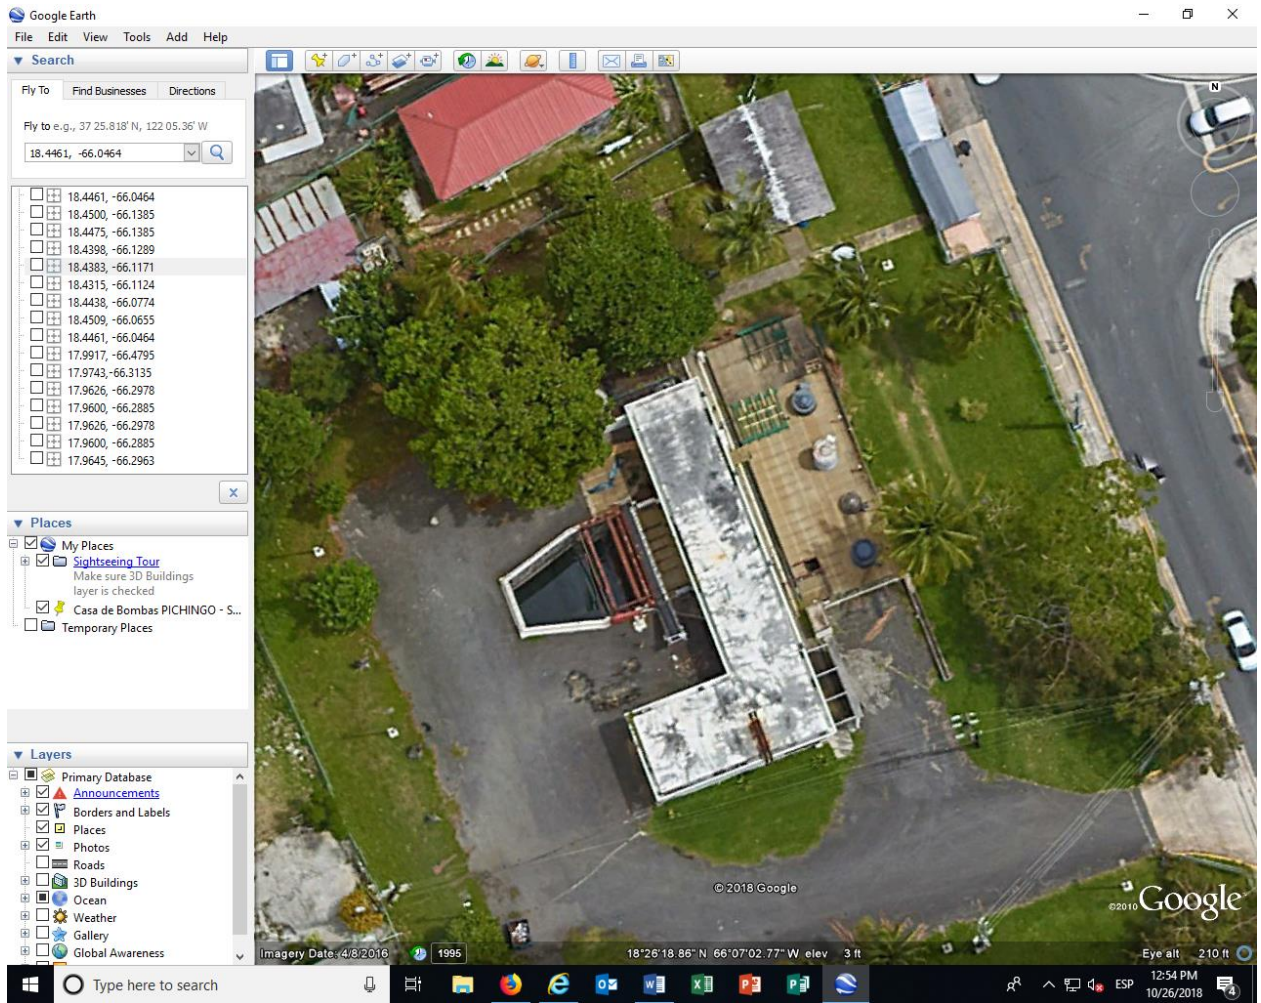 Google Earth
File Edit View Tools Add Help
Search
Fly To Find Businesses Directions
Fly to e.g., 37 25.818' N, 122 05.36' W
18.4461, -66.0464
18.4461, -66.0464
18.4500, -66.1385
18.4475, -66.1385
18.4398, -66.1289
18.4383, -66.1171
18.4315, -66.1124
18.4438, -66.0774
18.4509, -66.0655
18.4461, -66.0464
17.9917, -66.4795
17.9743,-66.3135
17.9626, -66.2978
17.9600, -66.2885
17.9626, -66.2978
17.9600, -66.2885
17.9645, -66.2963
Places
My Places
Sightseeing Tour
Make sure 3D Buildings
layer is checked
Casa de Bombas PICHINGO - S...
Temporary Places
Layers
Primary Database
Announcements
Borders and Labels
Places
Photos
Roads
3D Buildings
Ocean
Weather
Gallery
Global Awareness
N
© 2018 Google
©2010 Google
Imagery Date: 4/8/2016 1995 18°26'18.86" N 66°07'02.77" W elev 3 ft Eye alt 210 ft
Type here to search
ESP
12:54 PM
10/26/2018
4